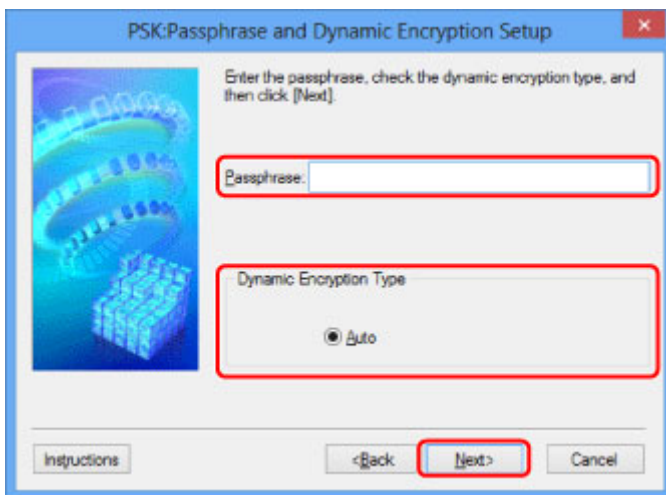 PSK:Passphrase and Dynamic Encryption Setup
Enter the passphrase, check the dynamic encryption type, and
then click [Next].
Passphrase:
Dynamic Encryption Type
Auto
Instructions
<Back
Next>
Cancel